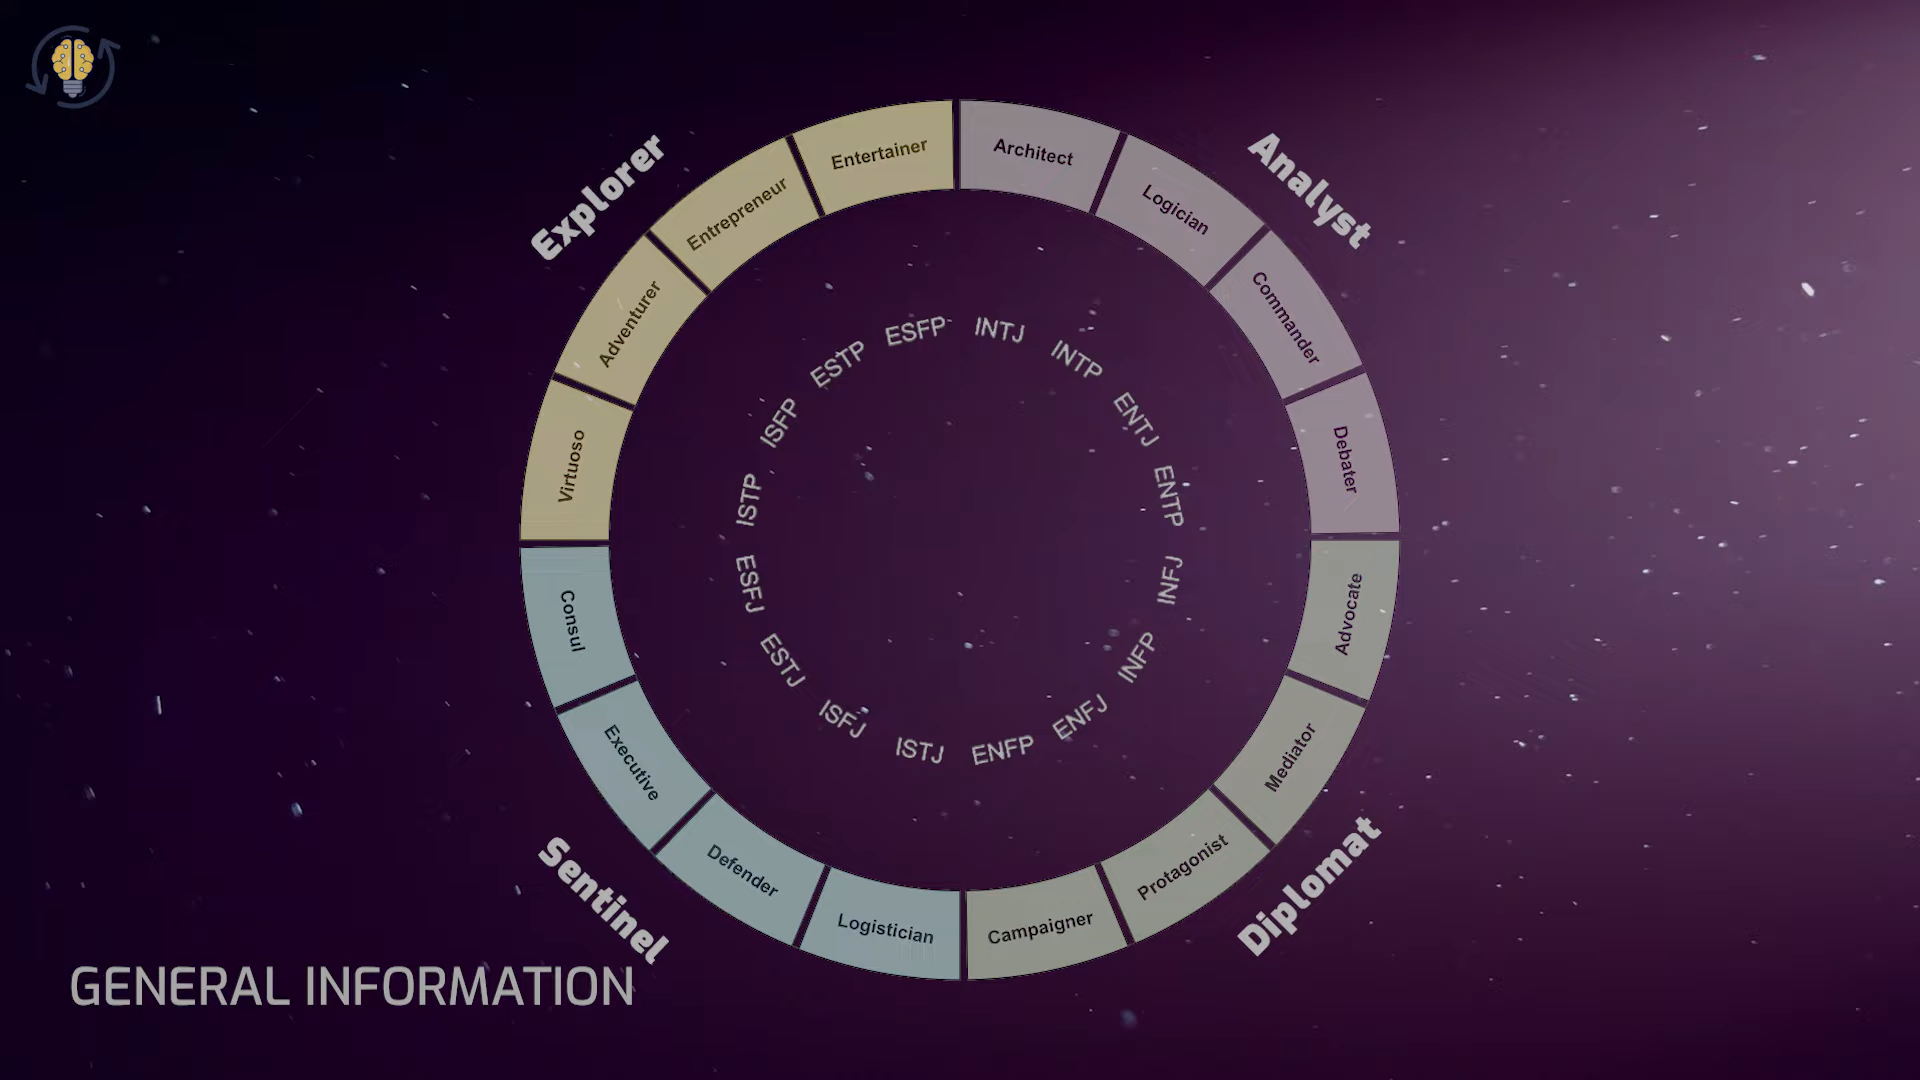 Explorer
Analyst
Entertainer
Architect
Entrepreneur
Logician
Adventurer
Commander
Virtuoso
Debater
Consul
Advocate
Executive
Mediator
Defender
Protagonist
Logistician
Campaigner
ESFP
INTJ
ESTP
INTP
ISFP
ENTJ
ISTP
ENTP
ESFJ
INFJ
ESTJ
INFP
ISFJ
ENFJ
ISTJ
ENFP
Sentinel
Diplomat
GENERAL INFORMATION